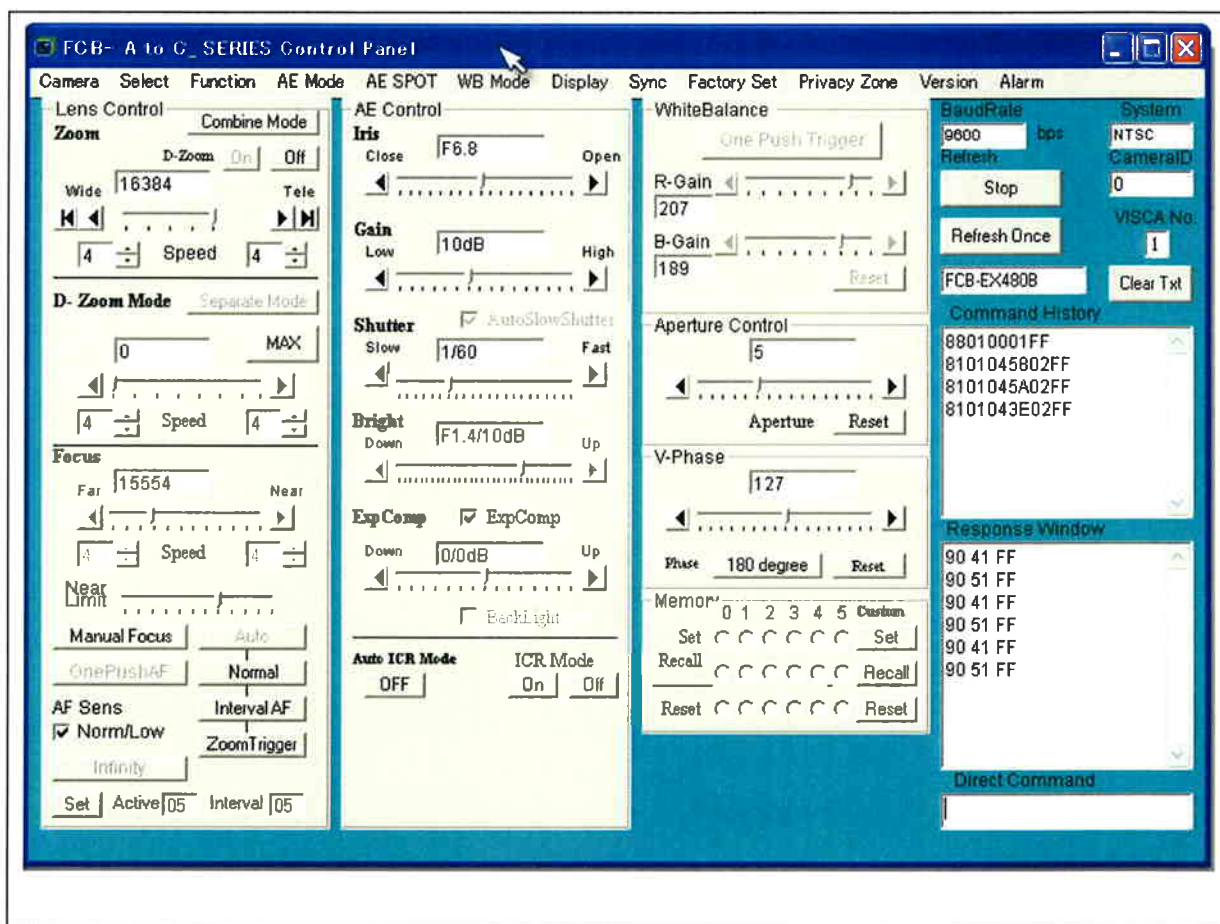 FCB- A to C_ SERIES Control Panel
Camera Select Function AE Mode AE SPOT WB Mode Display Sync Factory Set Privacy Zone Version Alarm
Lens Control
Combine Mode
Zoom
D-Zoom On Off
Wide 16384 Tele
4 Speed 4
D- Zoom Mode Separate Mode
0 MAX
4 Speed 4
Focus
Far 15554 Near
4 Speed 4
Near
Limit
Manual Focus Auto
OnePushAF Normal
AF Sens Interval AF
Norm/Low
ZoomTrigger
Infinity
Set Active 05 Interval 05
AE Control
Iris
Close F6.8 Open
Gain
Low 10dB High
Shutter AutoSlowShutter
Slow 1/60 Fast
Bright
Down F1.4/10dB Up
ExpComp ExpComp
Down 0/0dB Up
BackLight
Auto ICR Mode ICR Mode
OFF On Off
WhiteBalance
One Push Trigger
R-Gain
207
B-Gain
189 Reset
Aperture Control
5
Aperture Reset
V-Phase
127
Phase 180 degree Reset
Memory 0 1 2 3 4 5 Custum
Set Set
Recall Recall
Reset Reset
BaudRate System
9600 bps NTSC
Refresh CameraID
Stop 0
VISCA No.
Refresh Once 1
FCB-EX480B Clear Txt
Command History
88010001FF
8101045802FF
8101045A02FF
8101043E02FF
Response Window
90 41 FF
90 51 FF
90 41 FF
90 51 FF
90 41 FF
90 51 FF
Direct Command